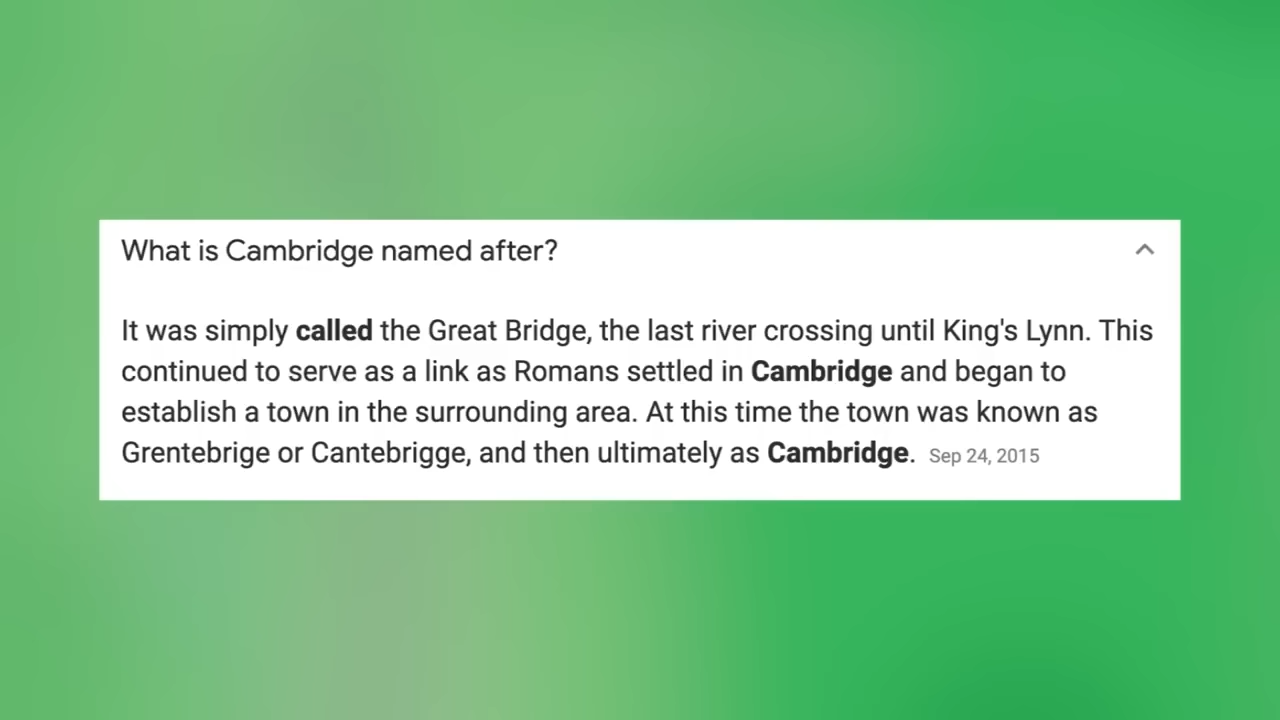 What is Cambridge named after?
It was simply called the Great Bridge, the last river crossing until King's Lynn. This
continued to serve as a link as Romans settled in Cambridge and began to
establish a town in the surrounding area. At this time the town was known as
Grentebrige or Cantebrigge, and then ultimately as Cambridge. Sep 24, 2015